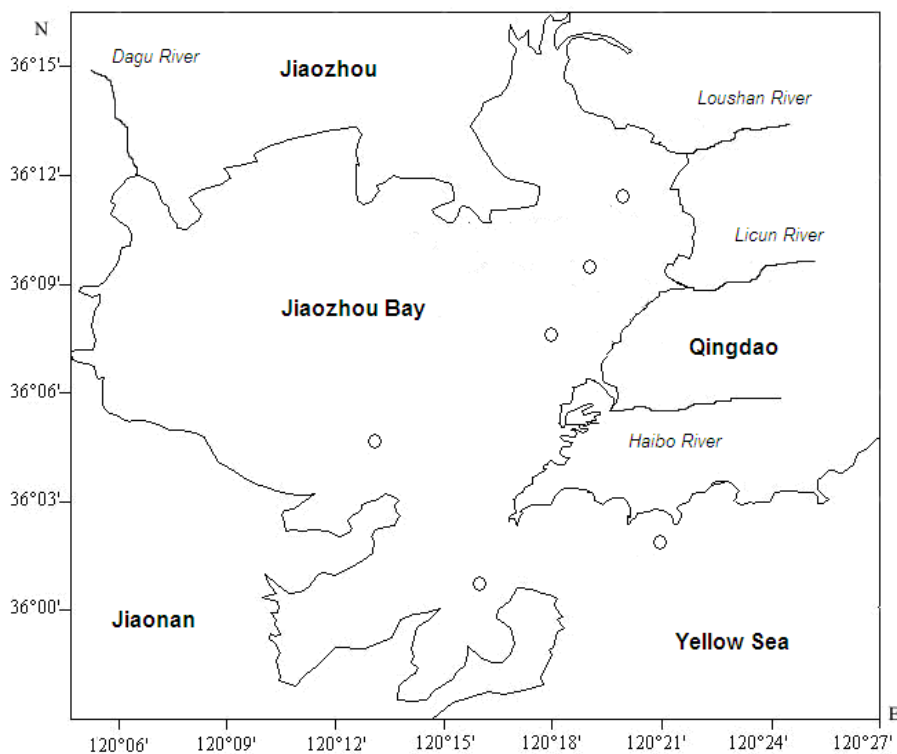 N
Dagu River
36°15'
Jiaozhou
Loushan River
36°12'
Licun River
36°09'
Jiaozhou Bay
Qingdao
36°06'
Haibo River
36°03'
36°00'
Jiaonan
Yellow Sea
E
120°06' 120°09' 120°12' 120°15' 120°18' 120°21' 120°24' 120°27'